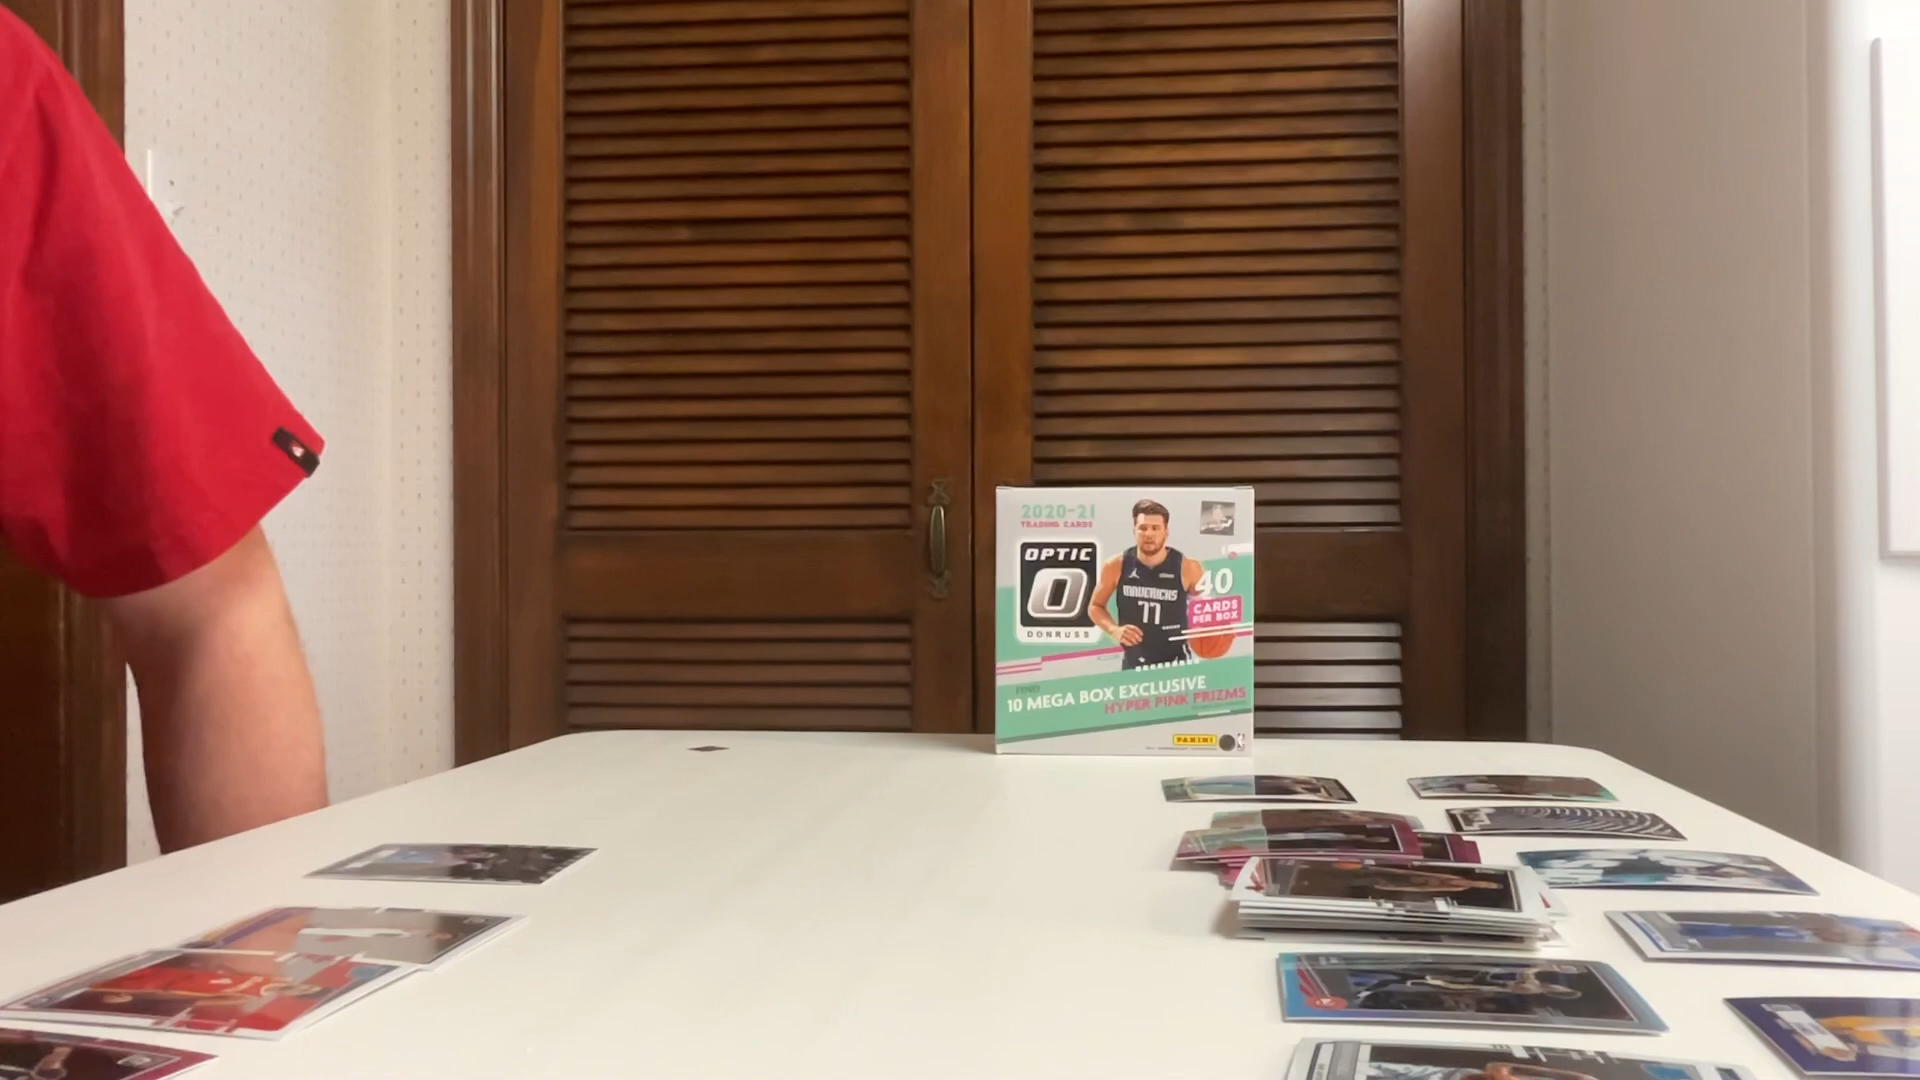 2020-21
TRADING CARDS
OPTIC
O
DONRUSS
MAVERICKS
77
40
CARDS
PER BOX
10 MEGA BOX EXCLUSIVE
HYPER PINK PRIZMS
PANINI